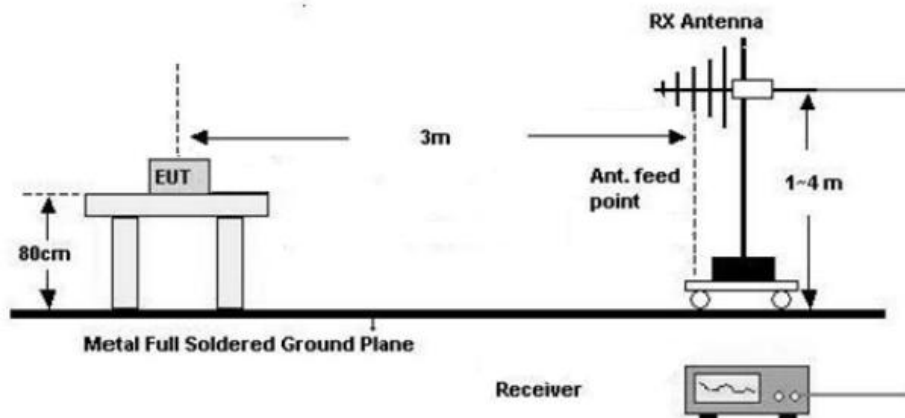 RX Antenna
3m
EUT
Ant. feed
point
1~4 m
80cm
Metal Full Soldered Ground Plane
Receiver